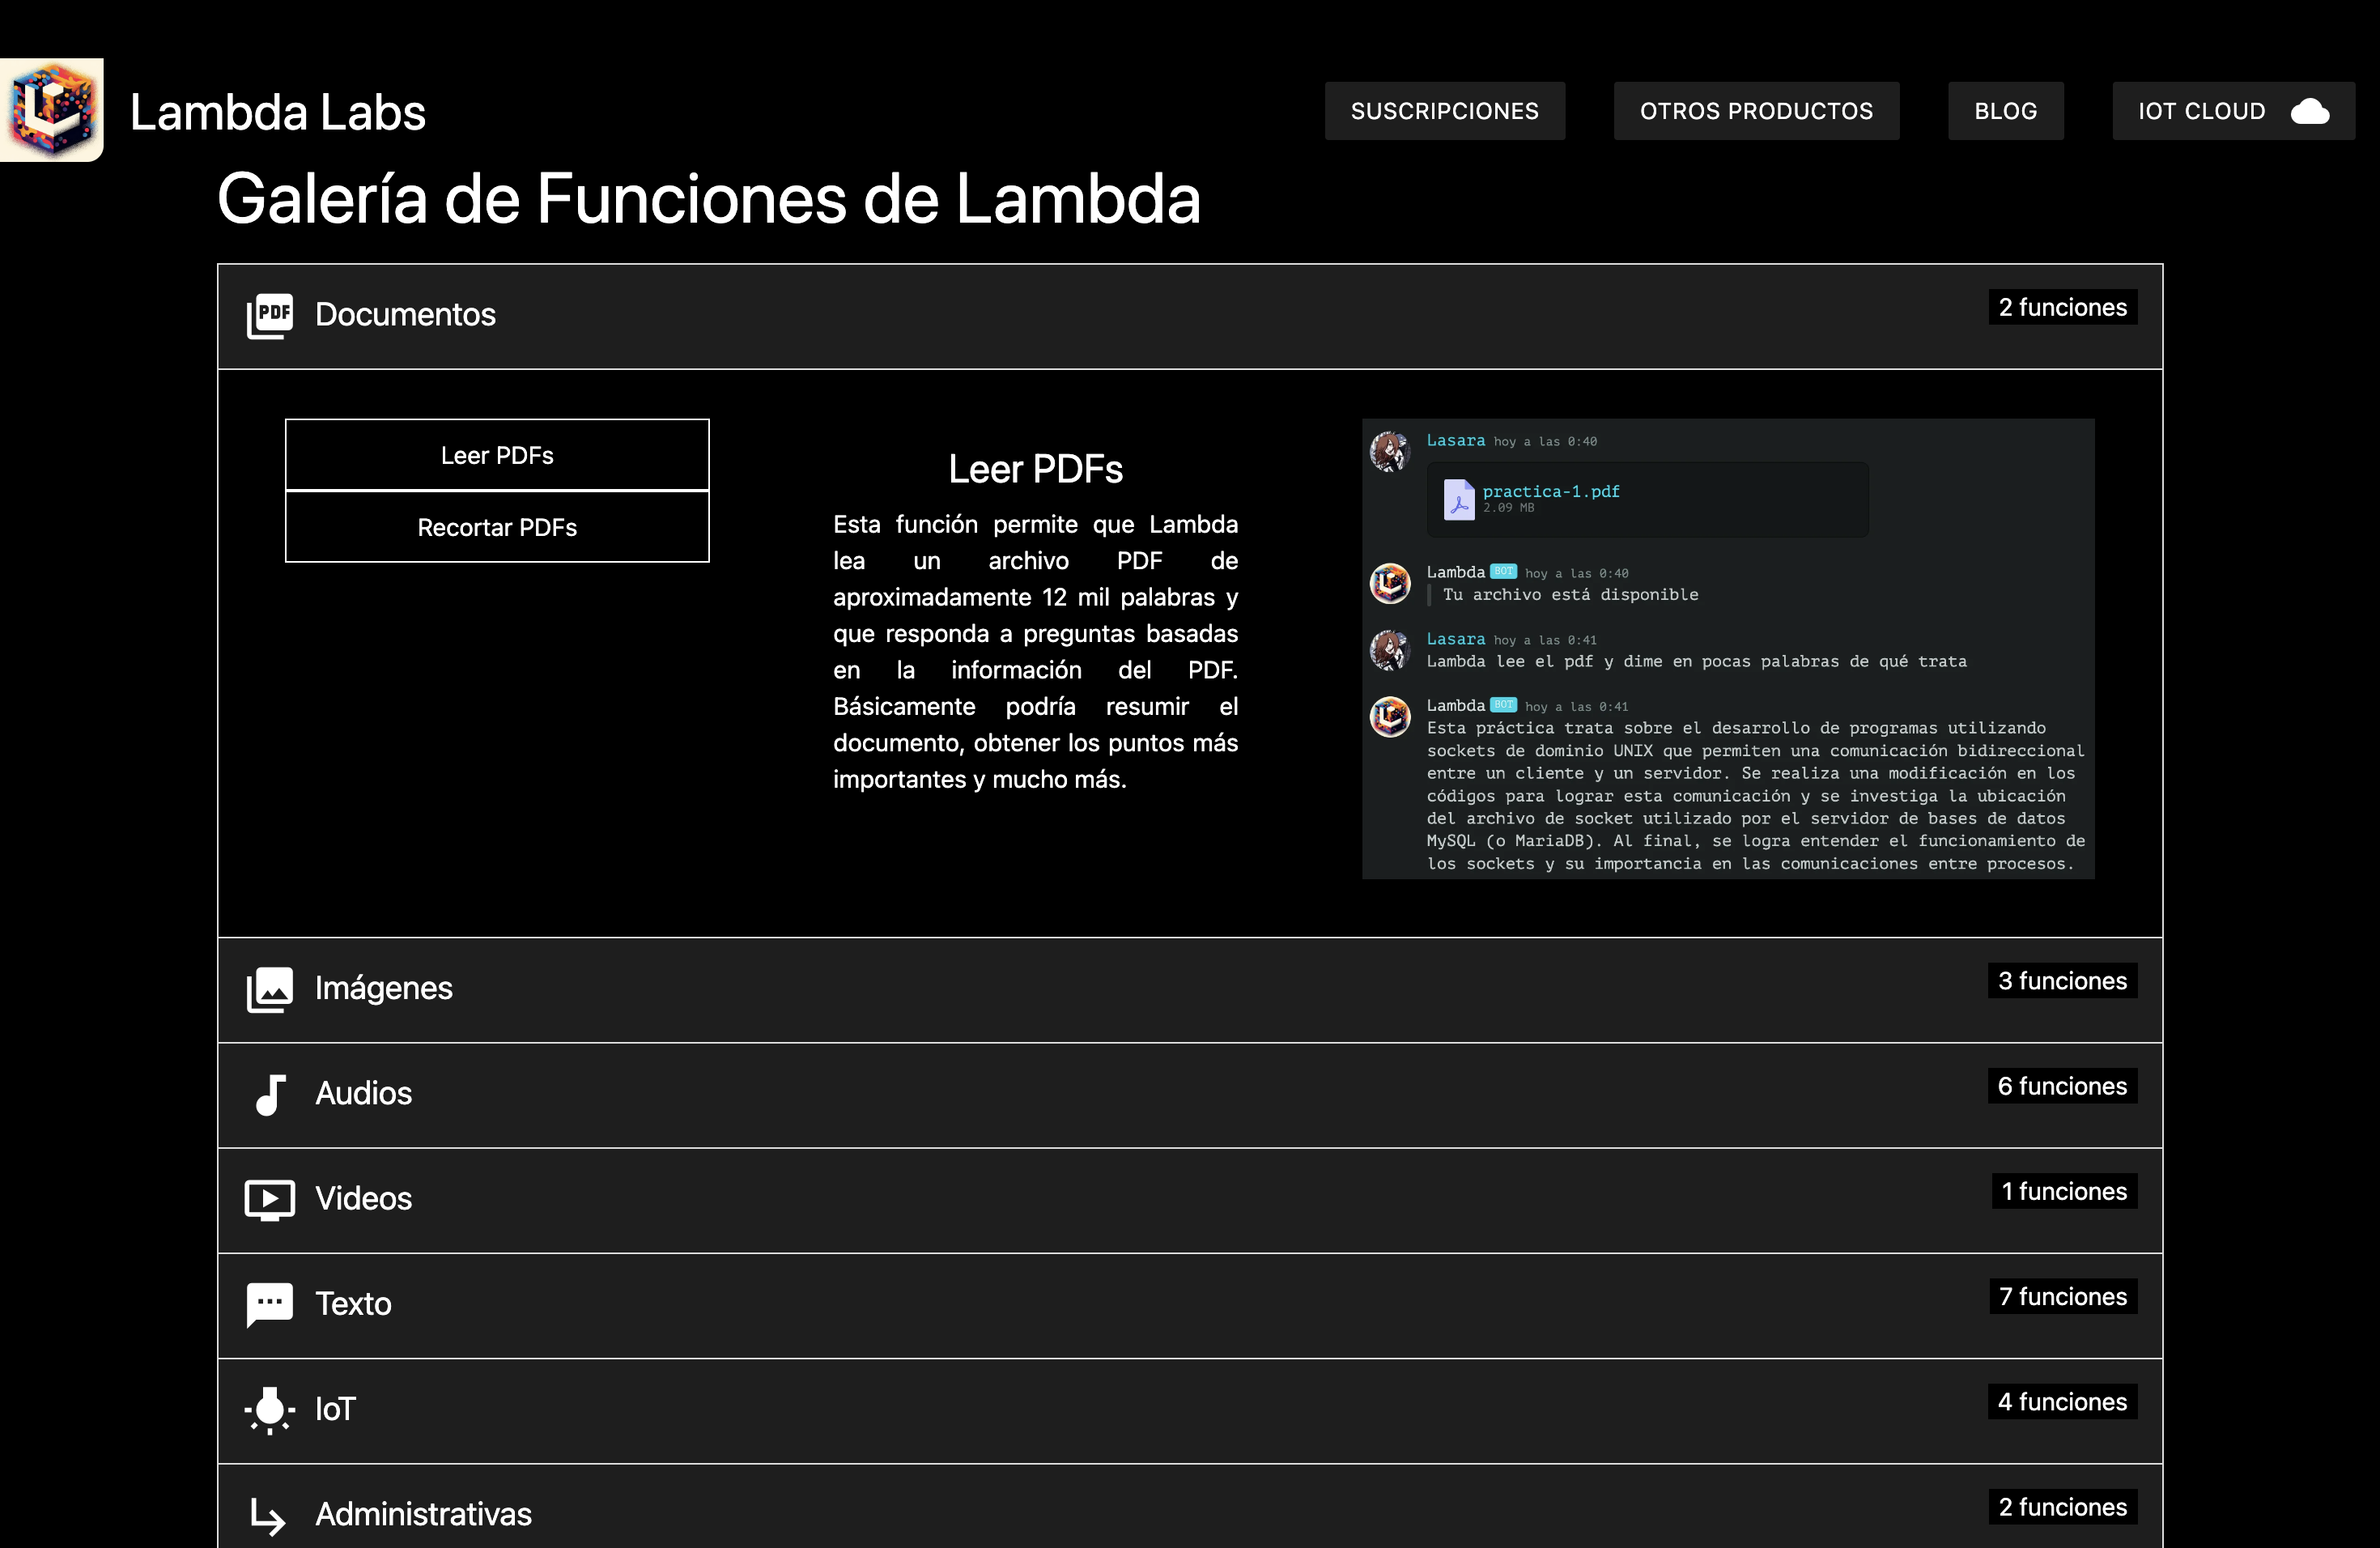 Lambda Labs
SUSCRIPCIONES
OTROS PRODUCTOS
BLOG
IOT CLOUD
Galería de Funciones de Lambda
PDF
Documentos
2 funciones
Leer PDFs
Recortar PDFs
Leer PDFs
Esta función permite que Lambda
lea un archivo PDF de
aproximadamente 12 mil palabras y
que responda a preguntas basadas
en la información del PDF.
Básicamente podría resumir el
documento, obtener los puntos más
importantes y mucho más.
Lasara hoy a las 0:40
practica-1.pdf
2.09 MB
Lambda BOT hoy a las 0:40
Tu archivo está disponible
Lasara hoy a las 0:41
Lambda lee el pdf y dime en pocas palabras de qué trata
Lambda BOT hoy a las 0:41
Esta práctica trata sobre el desarrollo de programas utilizando
sockets de dominio UNIX que permiten una comunicación bidireccional
entre un cliente y un servidor. Se realiza una modificación en los
códigos para lograr esta comunicación y se investiga la ubicación
del archivo de socket utilizado por el servidor de bases de datos
MySQL (o MariaDB). Al final, se logra entender el funcionamiento de
los sockets y su importancia en las comunicaciones entre procesos.
Imágenes
3 funciones
Audios
6 funciones
Videos
1 funciones
Texto
7 funciones
IoT
4 funciones
Administrativas
2 funciones